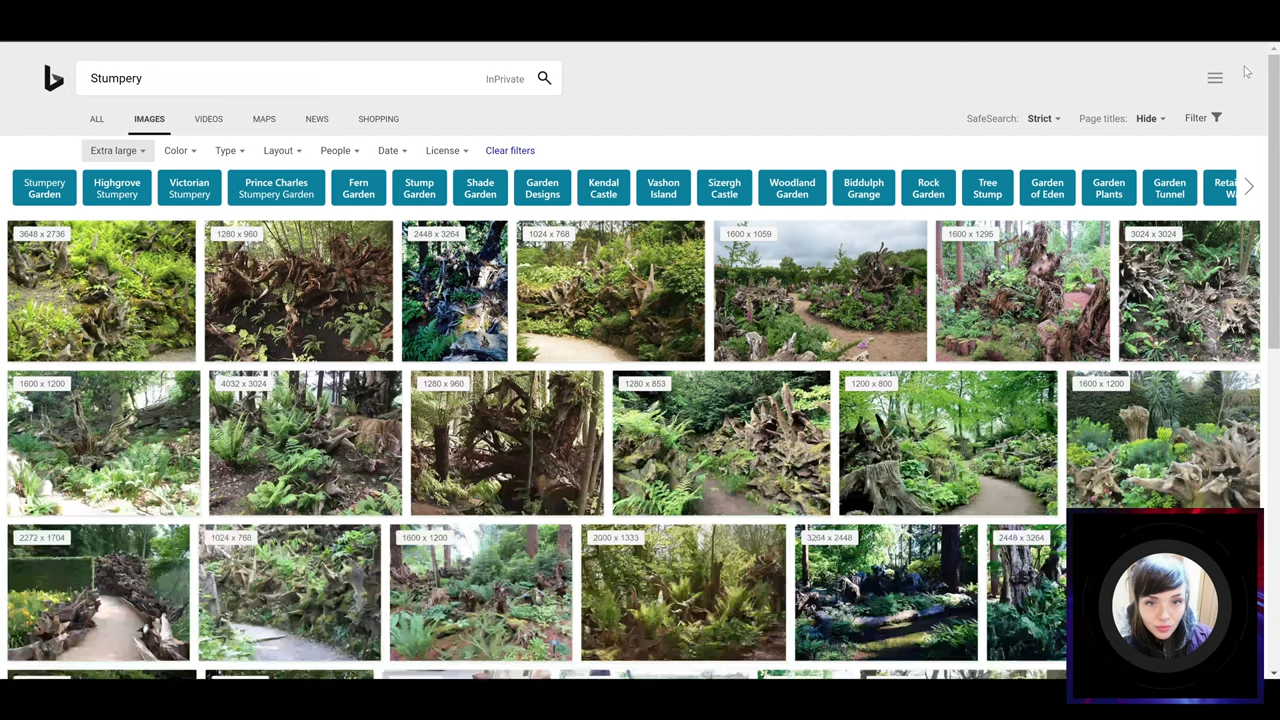 Stumpery
InPrivate
ALL IMAGES VIDEOS MAPS NEWS SHOPPING
SafeSearch: Strict Page titles: Hide Filter
Extra large Color Type Layout People Date License Clear filters
Stumpery Garden
Highgrove Stumpery
Victorian Stumpery
Prince Charles Stumpery Garden
Fern Garden
Stump Garden
Shade Garden
Garden Designs
Kendal Castle
Vashon Island
Sizergh Castle
Woodland Garden
Biddulph Grange
Rock Garden
Tree Stump
Garden of Eden
Garden Plants
Garden Tunnel
3648 x 2736
1280 x 960
2448 x 3264
1024 x 768
1600 x 1059
1600 x 1295
3024 x 3024
1600 x 1200
4032 x 3024
1280 x 960
1280 x 853
1200 x 800
1600 x 1200
2272 x 1704
1024 x 768
1600 x 1200
2000 x 1333
3264 x 2448
2448 x 3264